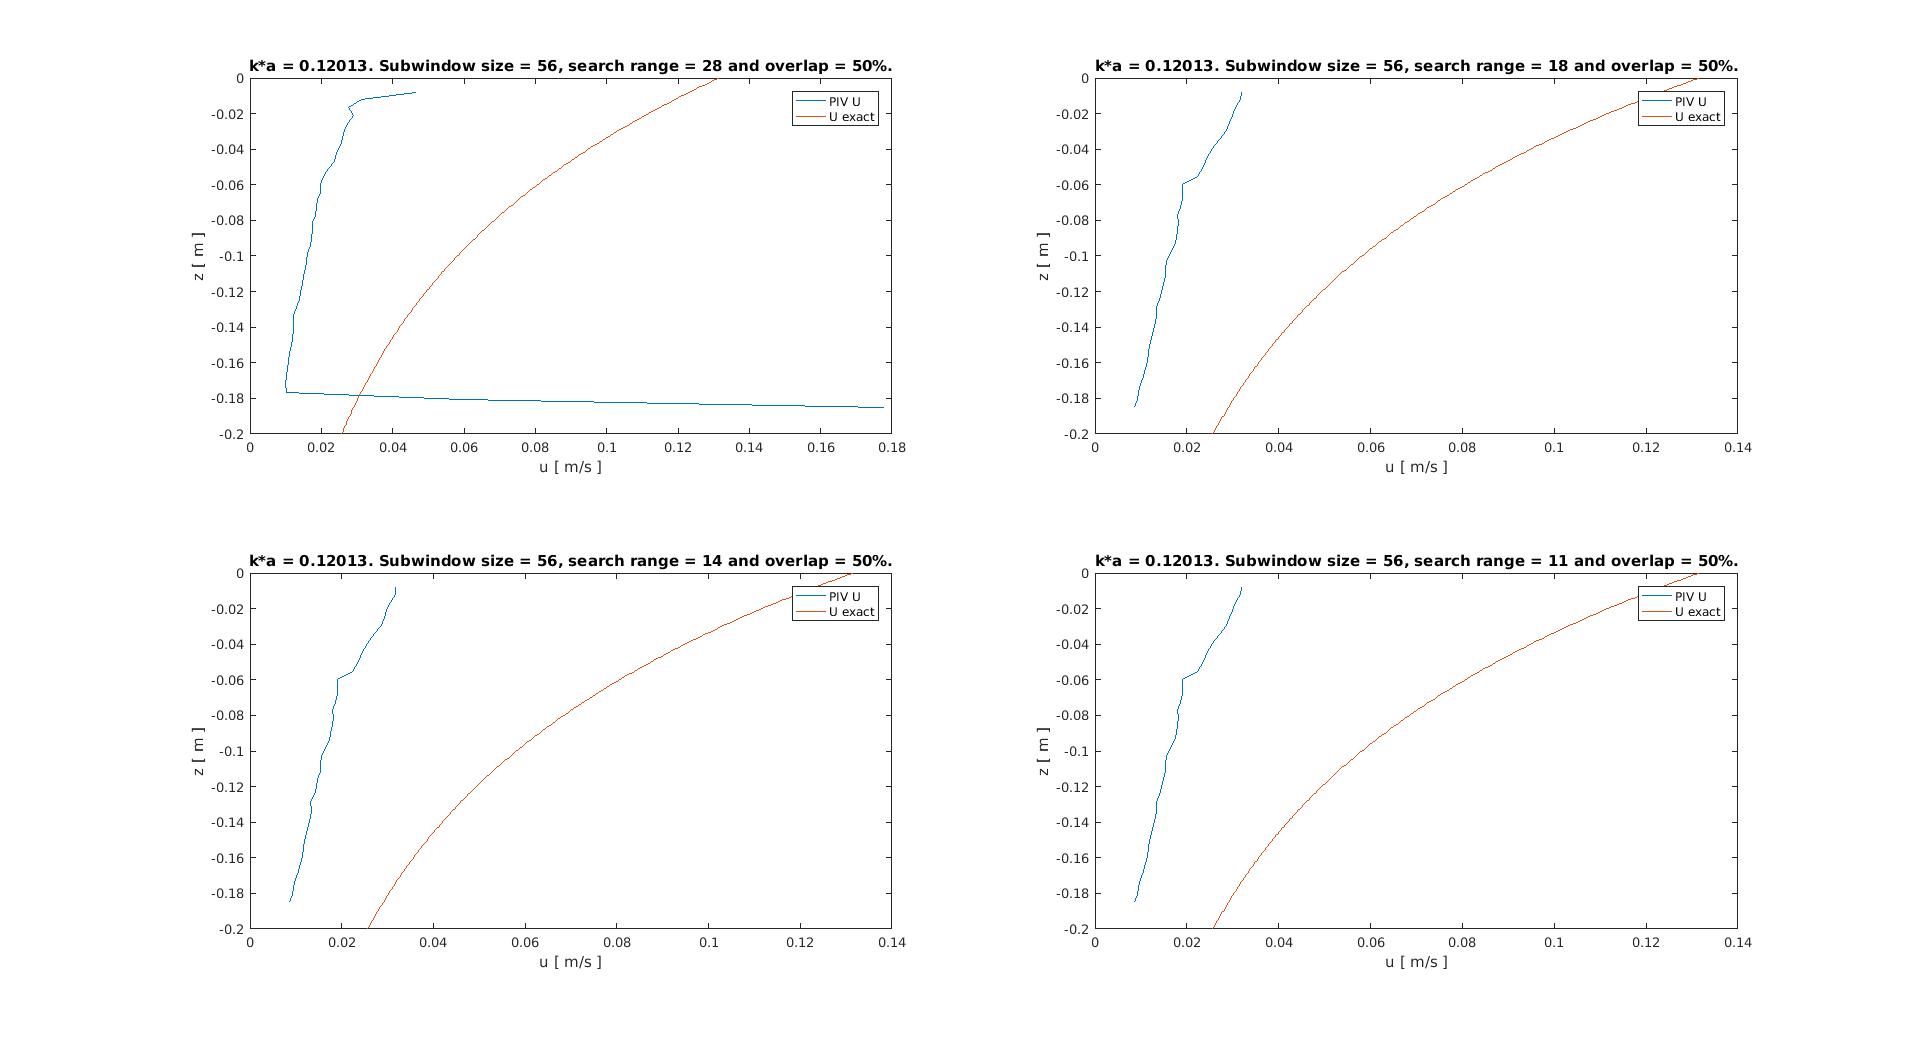 k*a = 0.12013. Subwindow size = 56, search range = 28 and overlap = 50%.
0
-0.02
-0.04
-0.06
-0.08
-0.1
-0.12
-0.14
-0.16
-0.18
-0.2
z [ m ]
PIV U
U exact
0 0.02 0.04 0.06 0.08 0.1 0.12 0.14 0.16 0.18
u [ m/s ]
k*a = 0.12013. Subwindow size = 56, search range = 18 and overlap = 50%.
0
-0.02
-0.04
-0.06
-0.08
-0.1
-0.12
-0.14
-0.16
-0.18
-0.2
z [ m ]
PIV U
U exact
0 0.02 0.04 0.06 0.08 0.1 0.12 0.14
u [ m/s ]
k*a = 0.12013. Subwindow size = 56, search range = 14 and overlap = 50%.
0
-0.02
-0.04
-0.06
-0.08
-0.1
-0.12
-0.14
-0.16
-0.18
-0.2
z [ m ]
PIV U
U exact
0 0.02 0.04 0.06 0.08 0.1 0.12 0.14
u [ m/s ]
k*a = 0.12013. Subwindow size = 56, search range = 11 and overlap = 50%.
0
-0.02
-0.04
-0.06
-0.08
-0.1
-0.12
-0.14
-0.16
-0.18
-0.2
z [ m ]
PIV U
U exact
0 0.02 0.04 0.06 0.08 0.1 0.12 0.14
u [ m/s ]